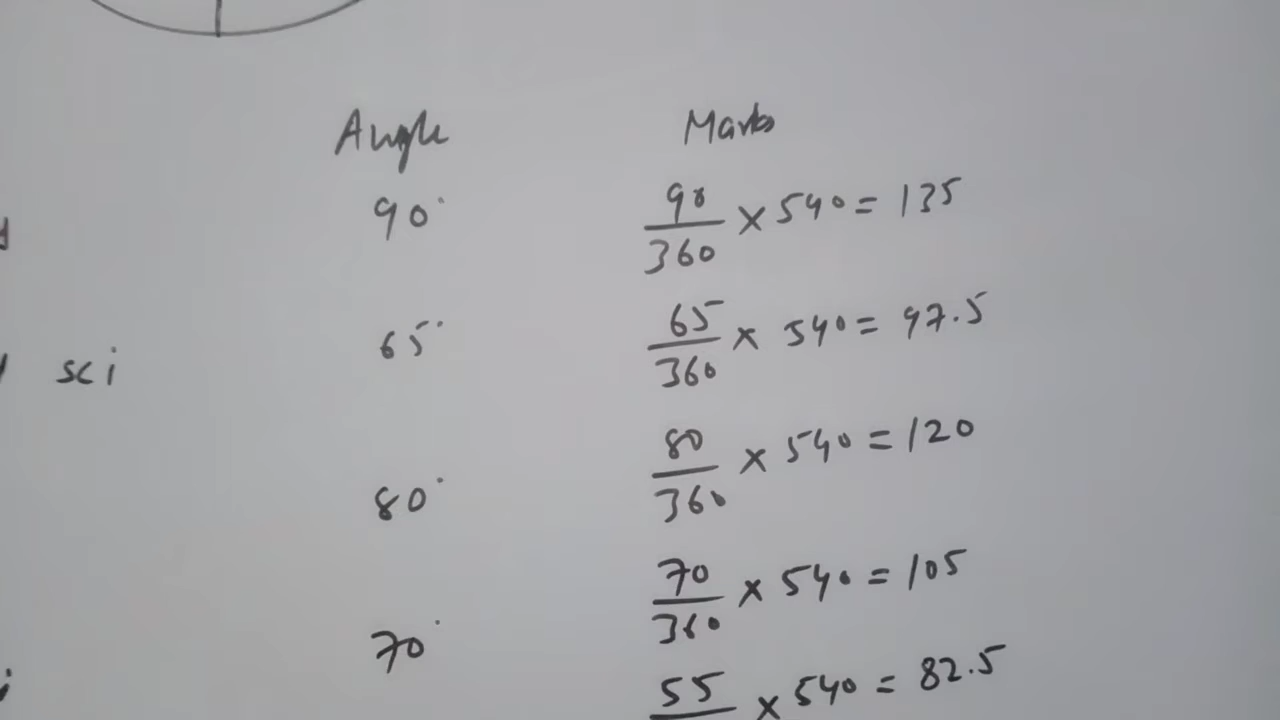 Angle Marks
90° 90/360 × 540 = 135
65° 65/360 × 540 = 97.5
sci
80° 80/360 × 540 = 120
70° 70/360 × 540 = 105
55 × 540 = 82.5